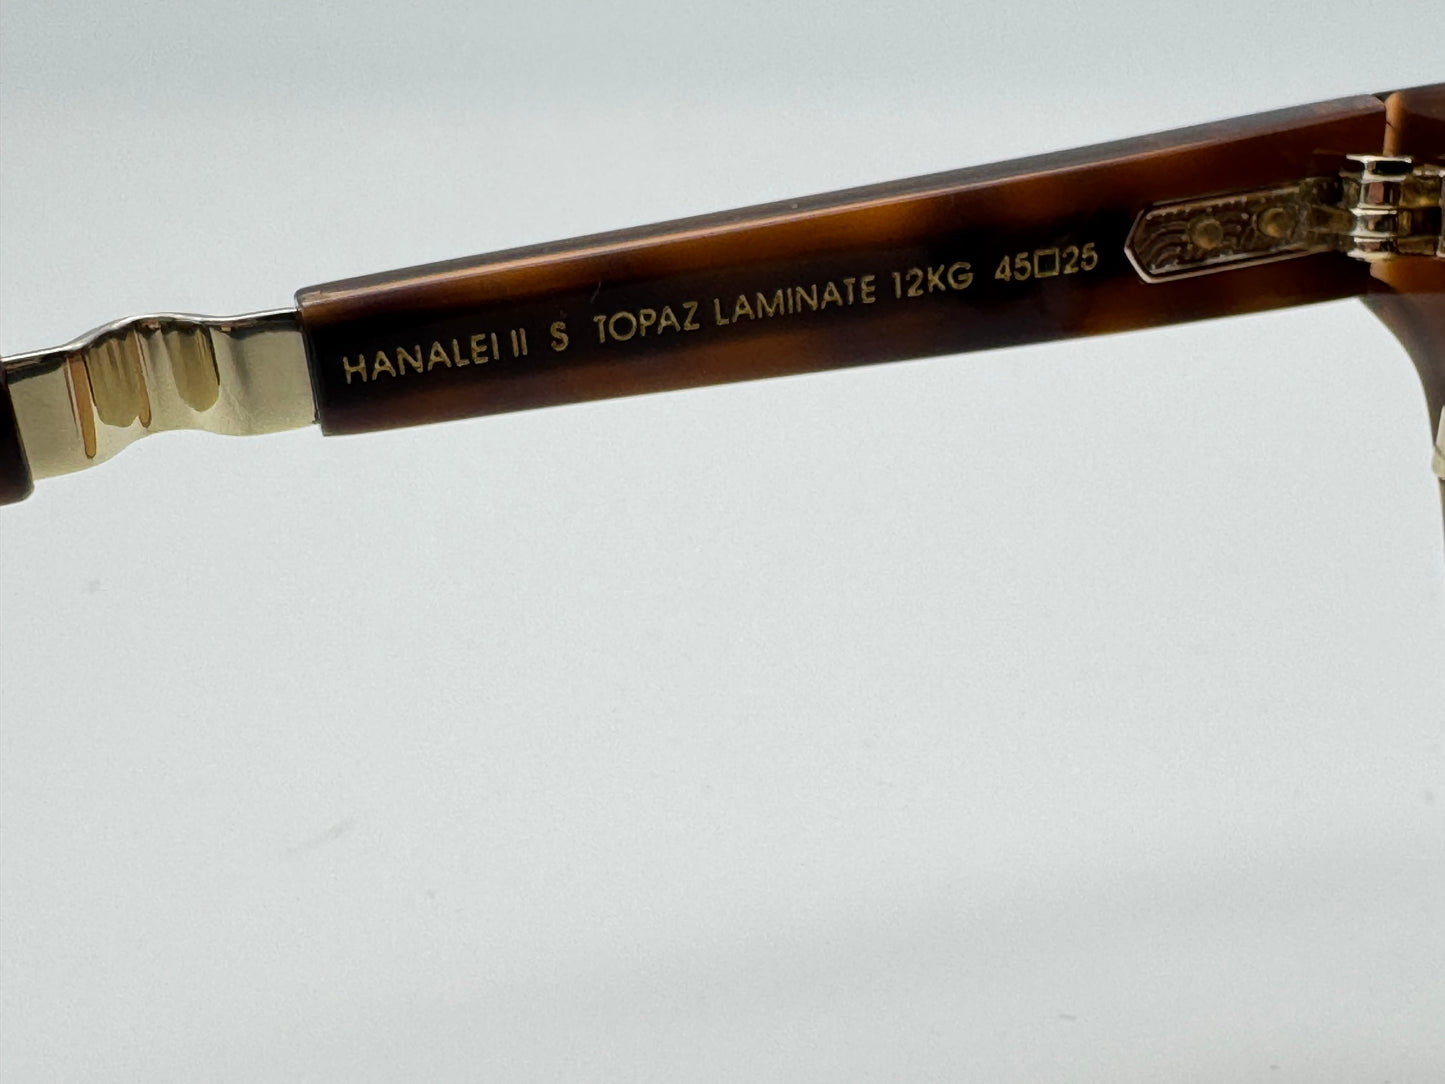 HANALEI II S TOPAZ LAMINATE 12KG 45□25